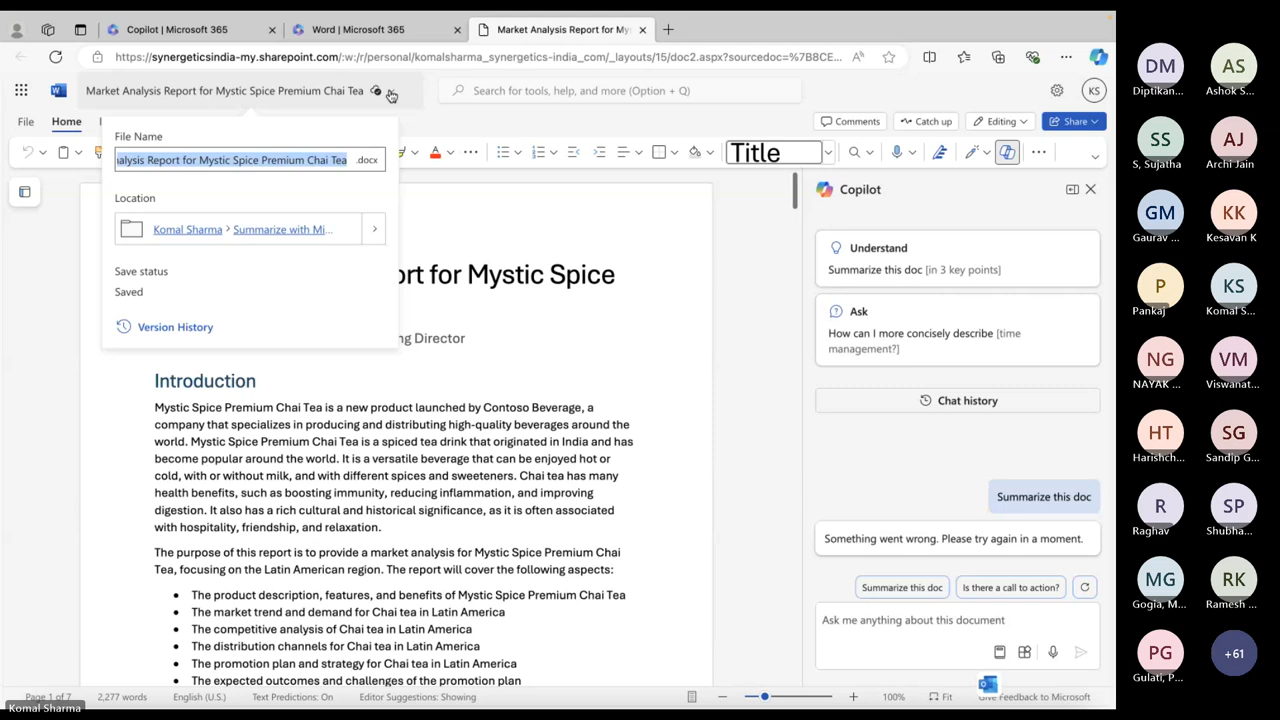 Copilot | Microsoft 365
Word | Microsoft 365
Market Analysis Report for My
https://synergeticsindia-my.sharepoint.com/:w:/r/personal/komalsharma_synergetics-india_com/_layouts/15/doc2.aspx?sourcedoc=%7B8CE...
Market Analysis Report for Mystic Spice Premium Chai Tea
Search for tools, help, and more (Option + Q)
KS
File
Home
Comments
Catch up
Editing
Share
Title
File Name
alysis Report for Mystic Spice Premium Chai Tea
.docx
Location
Komal Sharma > Summarize with Mi...
Save status
Saved
Version History
ort for Mystic Spice
ng Director
Introduction
Mystic Spice Premium Chai Tea is a new product launched by Contoso Beverage, a
company that specializes in producing and distributing high-quality beverages around the
world. Mystic Spice Premium Chai Tea is a spiced tea drink that originated in India and has
become popular around the world. It is a versatile beverage that can be enjoyed hot or
cold, with or without milk, and with different spices and sweeteners. Chai tea has many
health benefits, such as boosting immunity, reducing inflammation, and improving
digestion. It also has a rich cultural and historical significance, as it is often associated
with hospitality, friendship, and relaxation.
The purpose of this report is to provide a market analysis for Mystic Spice Premium Chai
Tea, focusing on the Latin American region. The report will cover the following aspects:
• The product description, features, and benefits of Mystic Spice Premium Chai Tea
• The market trend and demand for Chai tea in Latin America
• The competitive analysis of Chai tea in Latin America
• The distribution channels for Chai tea in Latin America
• The promotion plan and strategy for Chai tea in Latin America
• The expected outcomes and challenges of the promotion plan
Copilot
Understand
Summarize this doc [in 3 key points]
Ask
How can I more concisely describe [time
management?]
Chat history
Summarize this doc
Something went wrong. Please try again in a moment.
Summarize this doc
Is there a call to action?
Ask me anything about this document
Page 1 of 7
2,277 words
English (U.S.)
Text Predictions: On
Editor Suggestions: Showing
100%
Fit
Give Feedback to Microsoft
Komal Sharma
DM
AS
Diptikan...
Ashok S...
SS
AJ
S, Sujatha
Archi Jain
GM
KK
Gaurav ...
Kesavan K
P
KS
Pankaj
Komal S...
NG
VM
NAYAK ...
Viswanat...
HT
SG
Harishch...
Sandip G...
R
SP
Raghav
Shubha...
MG
RK
Gogia, M...
Ramesh ...
PG
+61
Gulati, P...